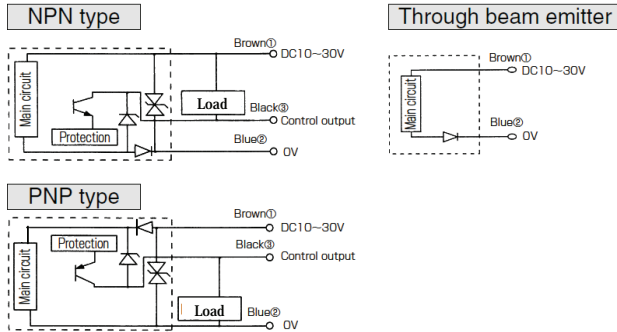 NPN type
Brown①
DC10~30V
Main circuit
Load
Black③
Control output
Protection
Blue②
0V
Through beam emitter
Brown①
DC10~30V
Main circuit
Blue②
0V
PNP type
Brown①
DC10~30V
Protection
Black③
Control output
Main circuit
Load
Blue②
0V